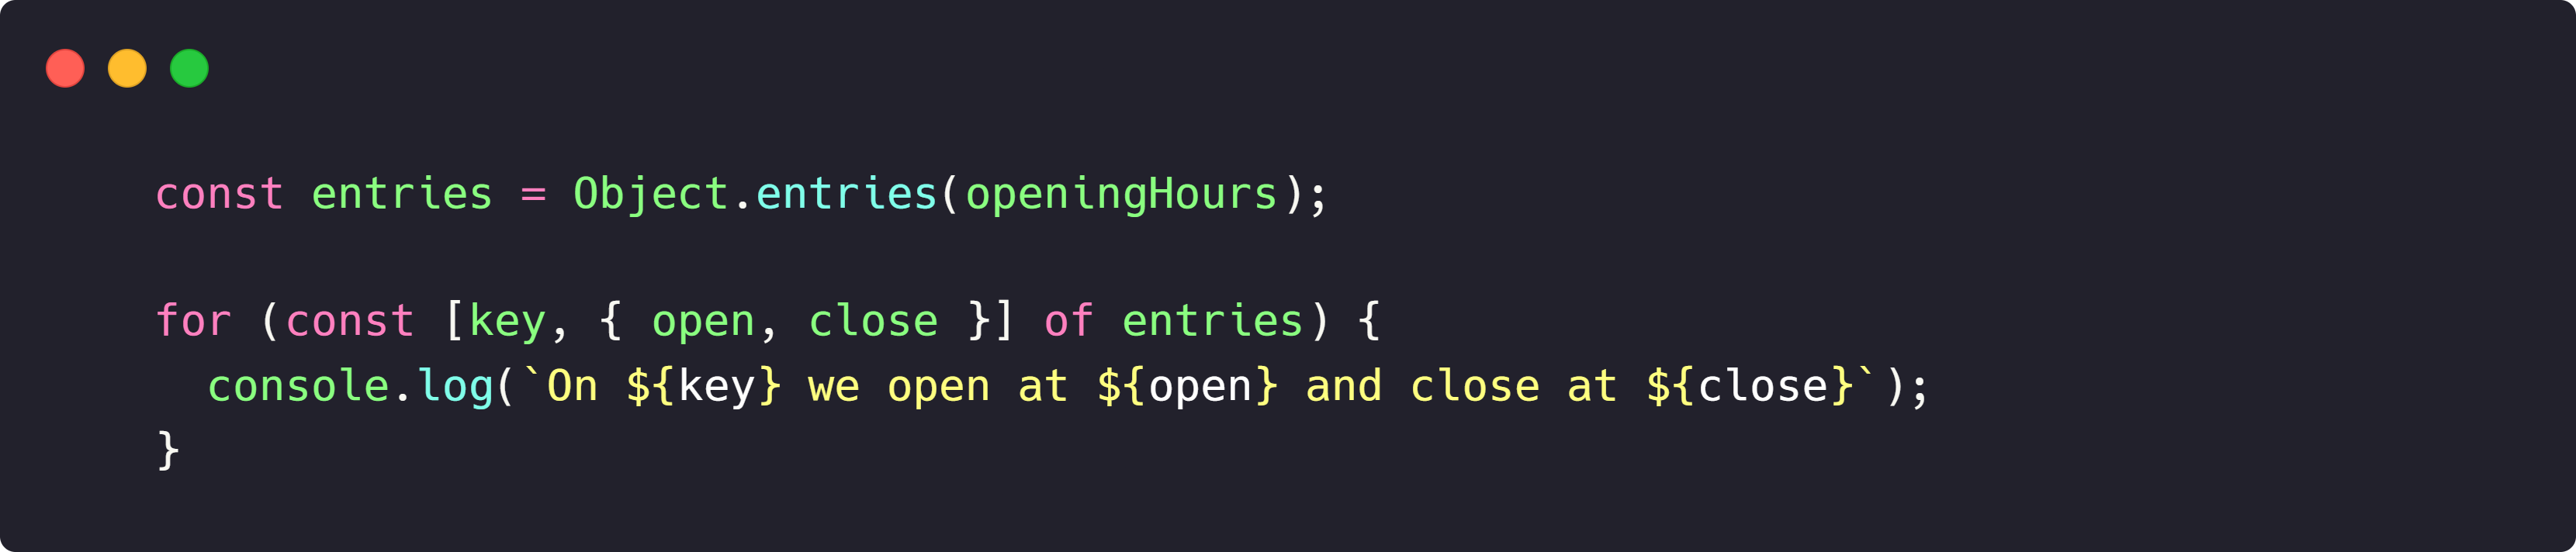 const entries = Object.entries(openingHours);
for (const [key, { open, close }] of entries) {
  console.log(`On ${key} we open at ${open} and close at ${close}`);
}